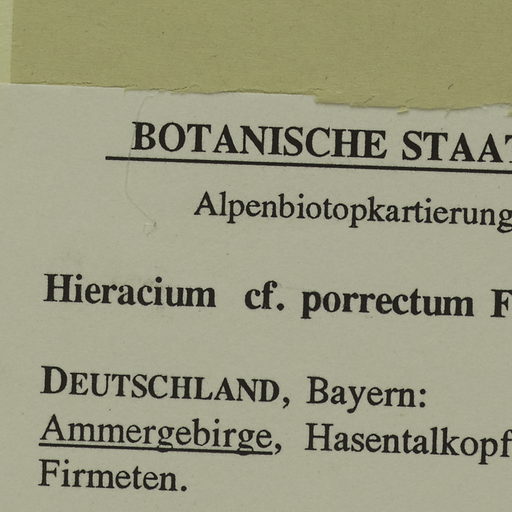 BOTANISCHE STAAT
Alpenbiotopkartierung
Hieracium cf. porrectum F
DEUTSCHLAND, Bayern:
Ammergebirge, Hasentalkopf
Firmeten.